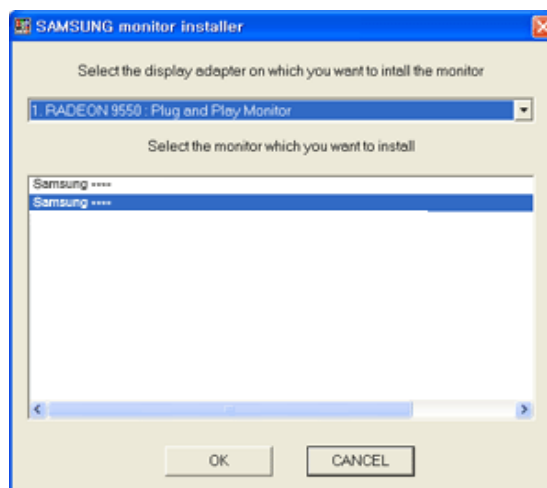 SAMSUNG monitor installer
Select the display adapter on which you want to intall the monitor
1. RADEON 9550 : Plug and Play Monitor
Select the monitor which you want to install
Samsung ----
Samsung ----
OK
CANCEL